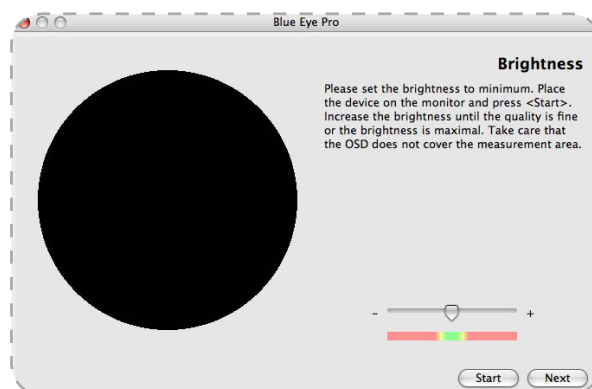 Blue Eye Pro
Brightness
Please set the brightness to minimum. Place
the device on the monitor and press <Start>.
Increase the brightness until the quality is fine
or the brightness is maximal. Take care that
the OSD does not cover the measurement area.
- +
Start Next